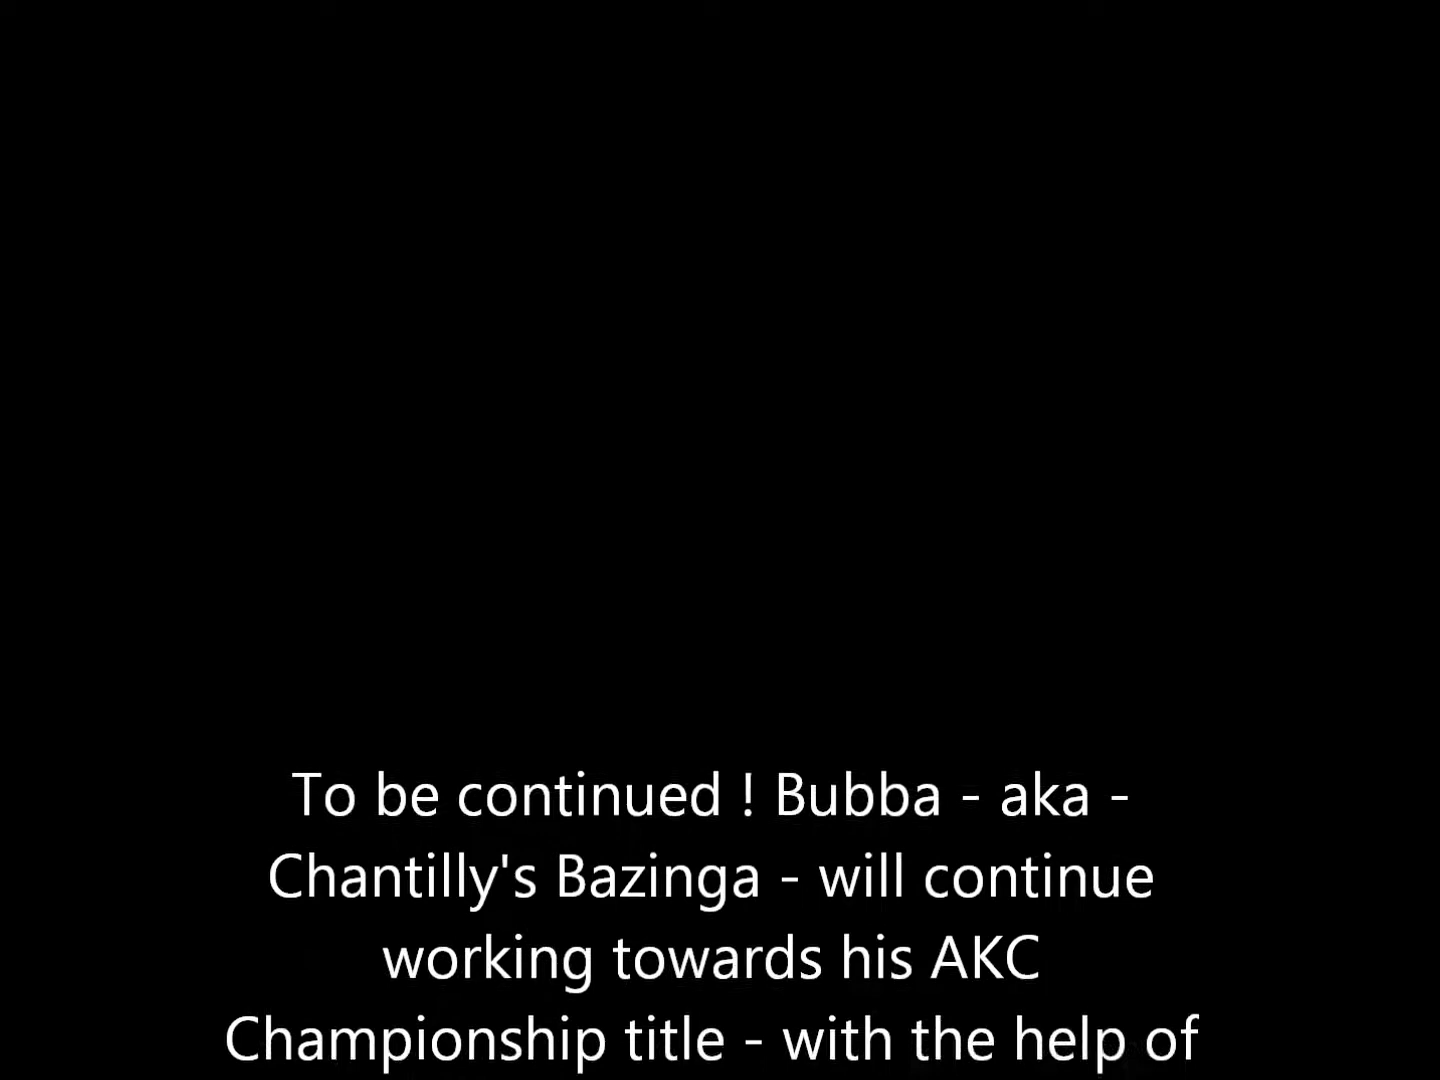 To be continued ! Bubba - aka -
Chantilly's Bazinga - will continue
working towards his AKC
Championship title - with the help of